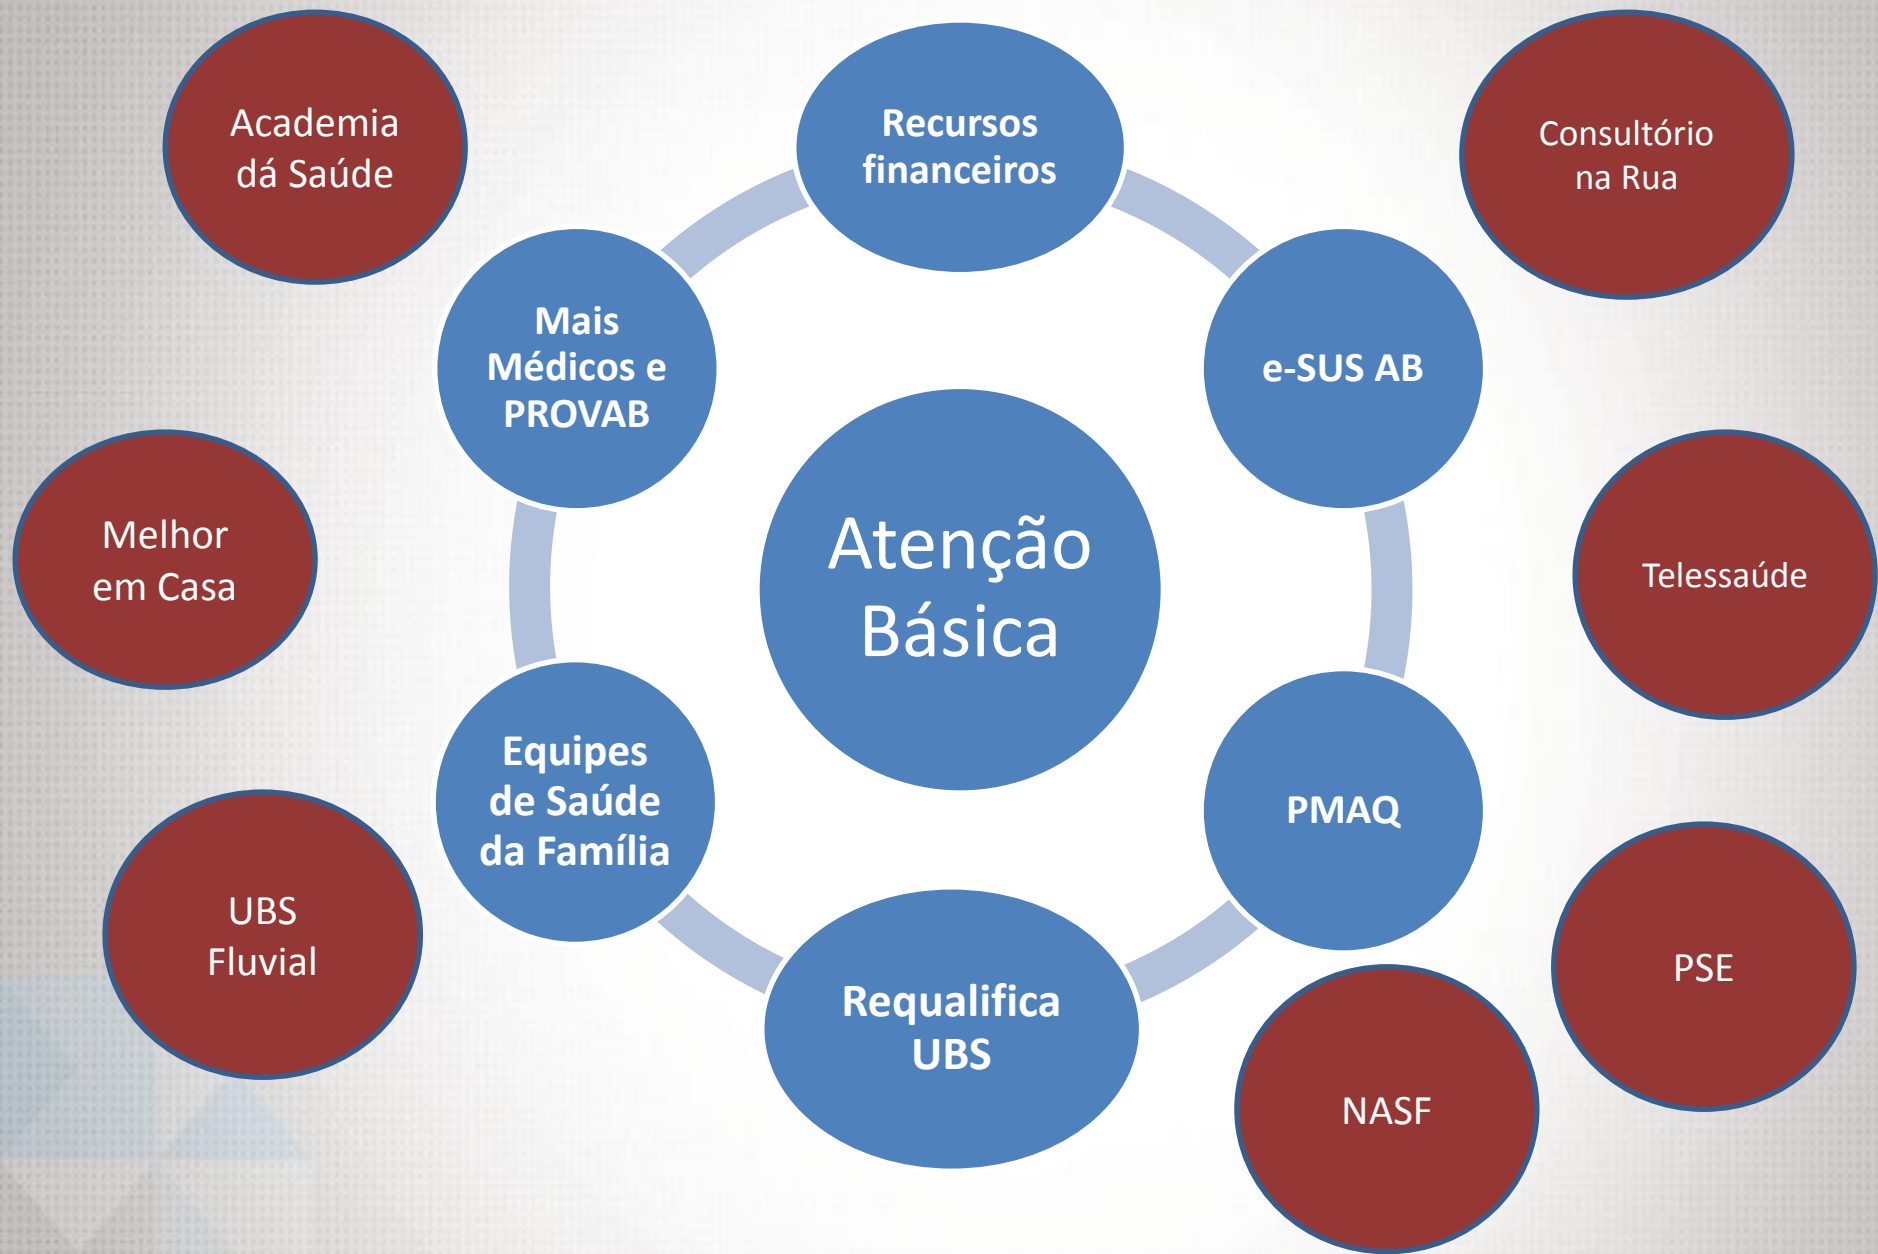 Academia
dá Saúde
Recursos
financeiros
Consultório
na Rua
Mais
Médicos e
PROVAB
e-SUS AB
Melhor
em Casa
Atenção
Básica
Telessaúde
Equipes
de Saúde
da Família
PMAQ
UBS
Fluvial
Requalifica
UBS
PSE
NASF